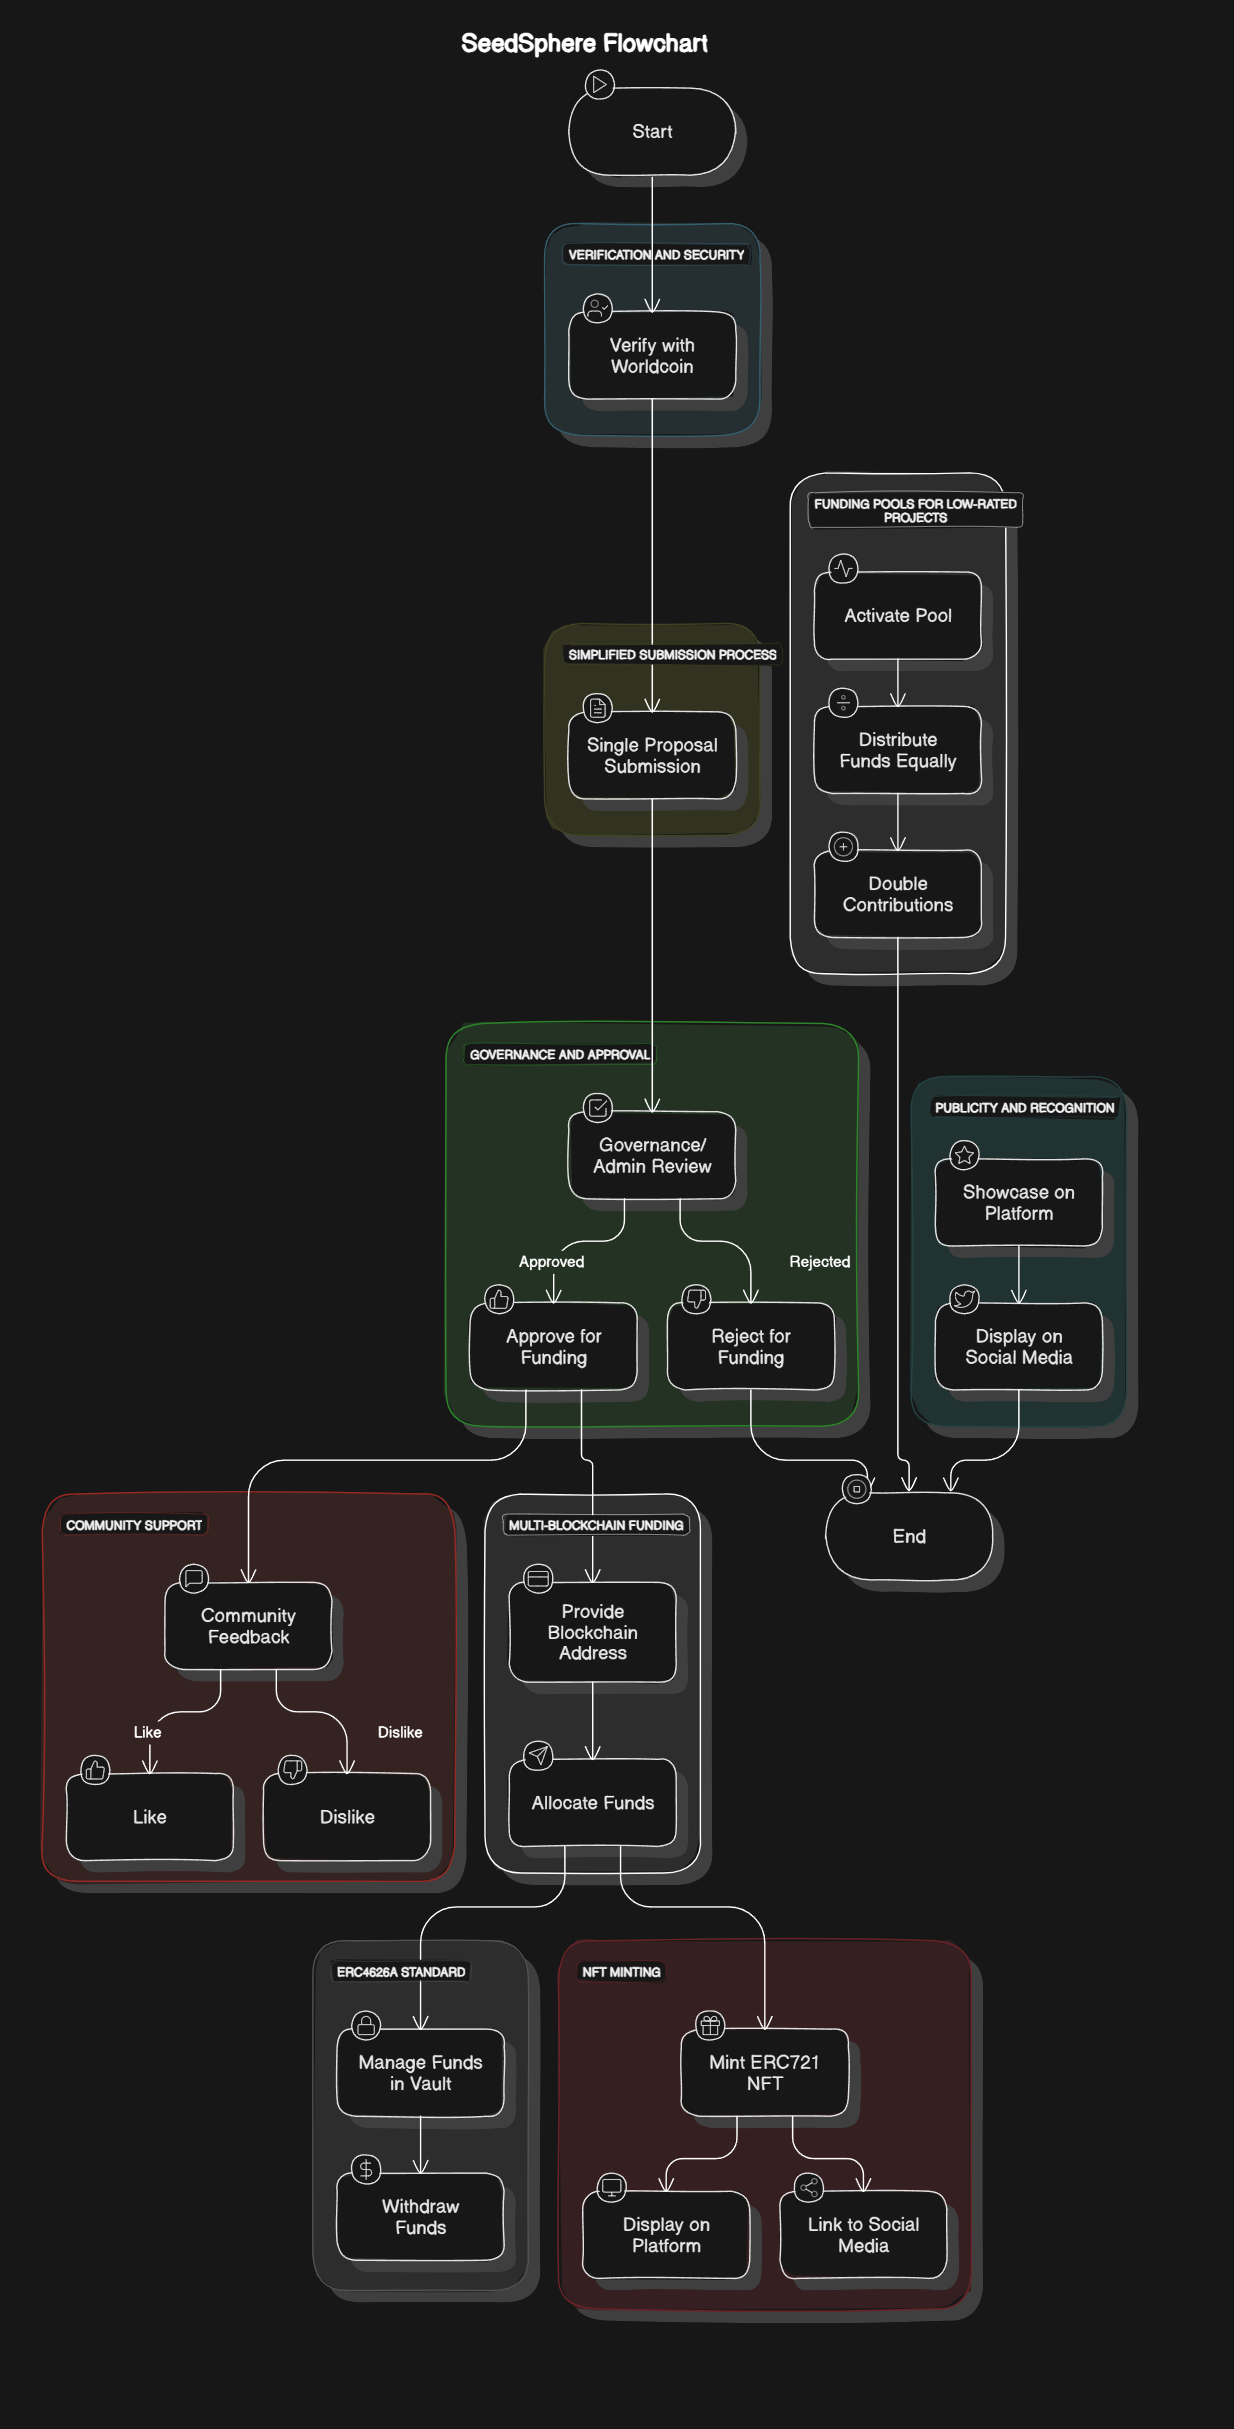 SeedSphere Flowchart
Start
VERIFICATION AND SECURITY
Verify with
Worldcoin
FUNDING POOLS FOR LOW-RATED
PROJECTS
Activate Pool
SIMPLIFIED SUBMISSION PROCESS
Single Proposal
Submission
Distribute
Funds Equally
Double
Contributions
GOVERNANCE AND APPROVAL
Governance/
Admin Review
Approved
Rejected
Approve for
Funding
Reject for
Funding
PUBLICITY AND RECOGNITION
Showcase on
Platform
Display on
Social Media
End
COMMUNITY SUPPORT
Community
Feedback
Like
Dislike
Like
Dislike
MULTI-BLOCKCHAIN FUNDING
Provide
Blockchain
Address
Allocate Funds
ERC4626A STANDARD
Manage Funds
in Vault
$
Withdraw
Funds
NFT MINTING
Mint ERC721
NFT
Display on
Platform
Link to Social
Media